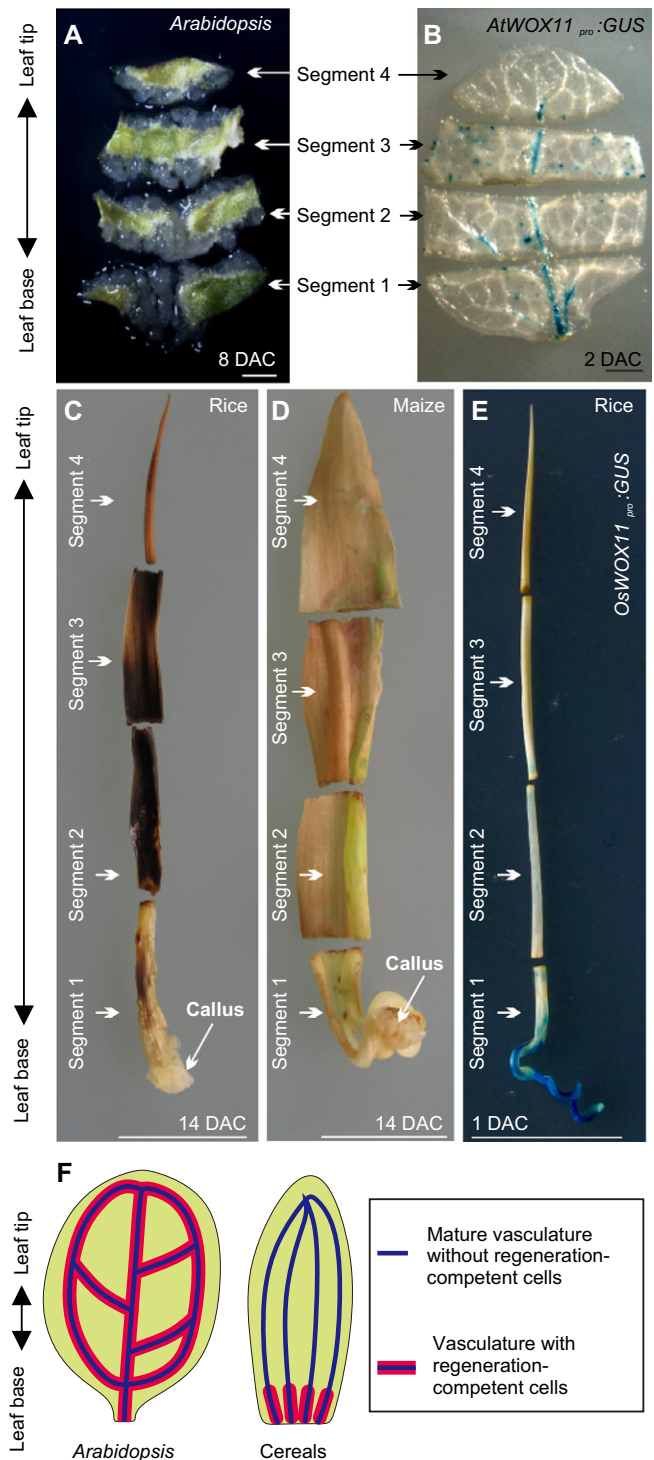 A
Arabidopsis
B
AtWOX11 pro:GUS
Leaf tip
Leaf base
Segment 4
Segment 3
Segment 2
Segment 1
8 DAC
2 DAC
C
Rice
D
Maize
E
Rice
Leaf tip
Leaf base
Segment 4
Segment 3
Segment 2
Segment 1
Callus
14 DAC
Segment 4
Segment 3
Segment 2
Segment 1
Callus
14 DAC
OsWOX11 pro:GUS
Segment 4
Segment 3
Segment 2
Segment 1
1 DAC
F
Leaf tip
Leaf base
Arabidopsis
Cereals
Mature vasculature
without regeneration-
competent cells
Vasculature with
regeneration-
competent cells